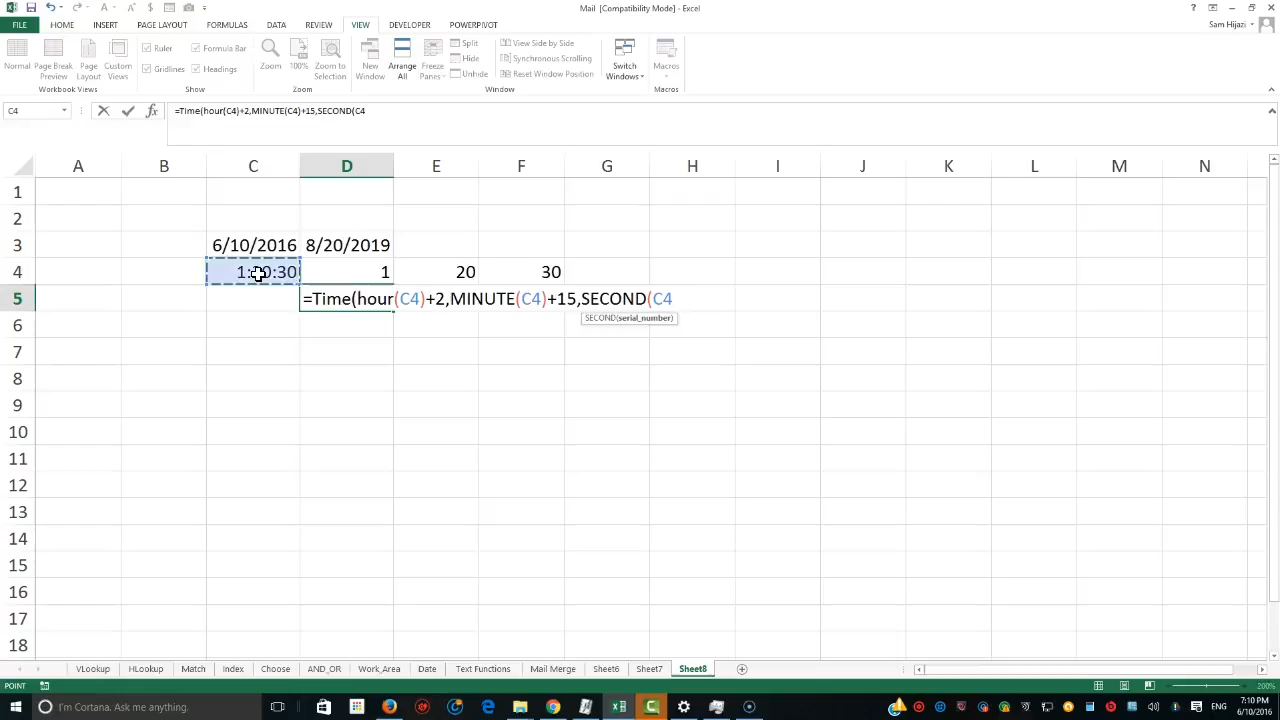 Mail [Compatibility Mode] - Excel
FILE HOME INSERT PAGE LAYOUT FORMULAS DATA REVIEW VIEW DEVELOPER POWERPIVOT Sam Hijazi
Normal Page Break Preview Page Layout Custom Views
Ruler Formula Bar
Gridlines Headings
Zoom 100% Zoom to Selection
New Window Arrange All Freeze Panes
Split
Hide
Unhide
View Side by Side
Synchronous Scrolling
Reset Window Position
Switch Windows Macros
Workbook Views Show Zoom Window Macros
C4 fx =Time(hour(C4)+2,MINUTE(C4)+15,SECOND(C4
A B C D E F G H I J K L M N
1
2
3 6/10/2016 8/20/2019
4 1:20:30 1 20 30
5 =Time(hour(C4)+2,MINUTE(C4)+15,SECOND(C4
SECOND(serial_number)
6
7
8
9
10
11
12
13
14
15
16
17
18
VLookup HLookup Match Index Choose AND_OR Work_Area Date Text Functions Mail Merge Sheet6 Sheet7 Sheet8
POINT 200%
I'm Cortana. Ask me anything. ENG 7:10 PM
6/10/2016